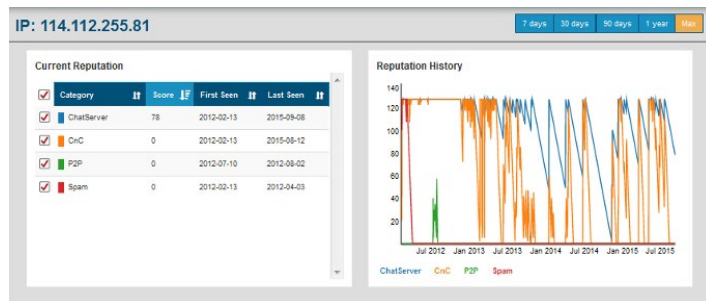 IP: 114.112.255.81
7 days 30 days 90 days 1 year Max
Current Reputation
Category Score First Seen Last Seen
ChatServer 78 2012-02-13 2015-09-08
CnC 0 2012-02-13 2015-08-12
P2P 0 2012-07-10 2012-08-02
Spam 0 2012-02-13 2012-04-03
Reputation History
140
120
100
80
60
40
20
Jul 2012 Jan 2013 Jul 2013 Jan 2014 Jul 2014 Jan 2015 Jul 2015
ChatServer CnC P2P Spam